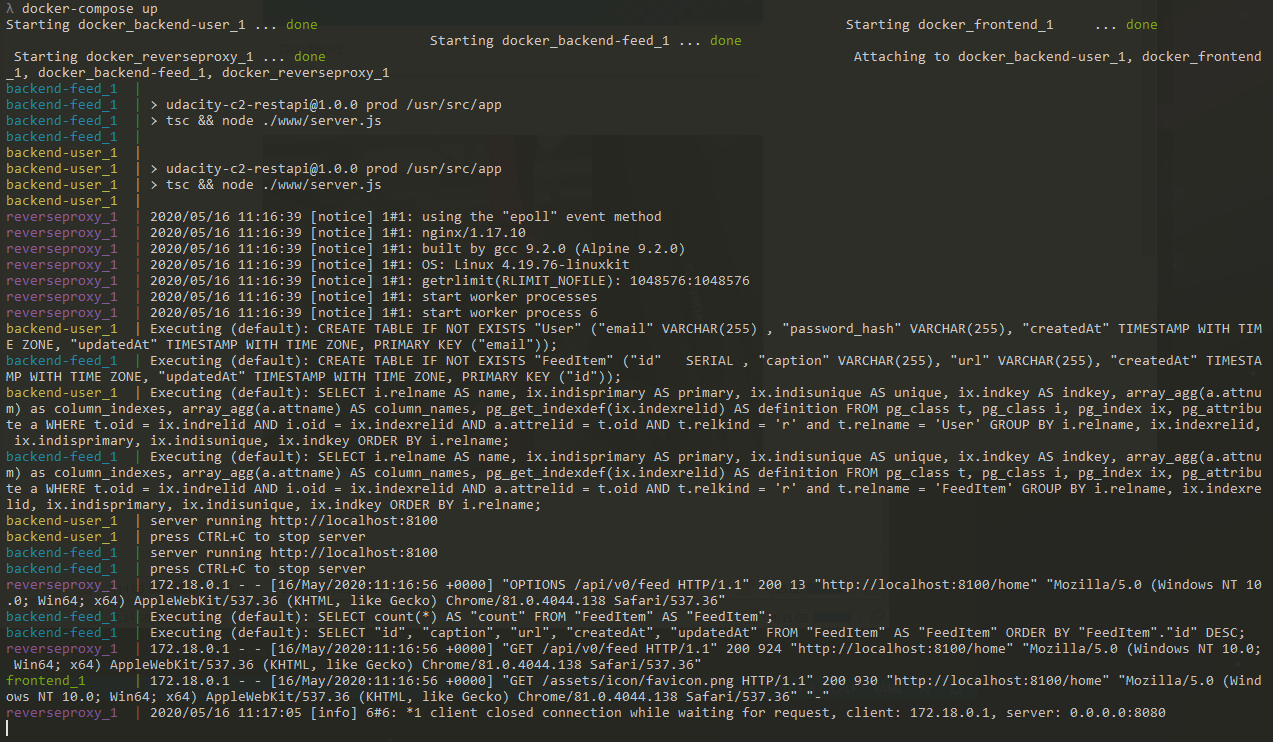 λ docker-compose up
Starting docker_backend-user_1 ... done Starting docker_frontend_1 ... done
Starting docker_backend-feed_1 ... done
Starting docker_reverseproxy_1 ... done Attaching to docker_backend-user_1, docker_frontend
_1, docker_backend-feed_1, docker_reverseproxy_1
backend-feed_1 |
backend-feed_1 | > udacity-c2-restapi@1.0.0 prod /usr/src/app
backend-feed_1 | > tsc && node ./www/server.js
backend-feed_1 |
backend-user_1 |
backend-user_1 | > udacity-c2-restapi@1.0.0 prod /usr/src/app
backend-user_1 | > tsc && node ./www/server.js
backend-user_1 |
reverseproxy_1 | 2020/05/16 11:16:39 [notice] 1#1: using the "epoll" event method
reverseproxy_1 | 2020/05/16 11:16:39 [notice] 1#1: nginx/1.17.10
reverseproxy_1 | 2020/05/16 11:16:39 [notice] 1#1: built by gcc 9.2.0 (Alpine 9.2.0)
reverseproxy_1 | 2020/05/16 11:16:39 [notice] 1#1: OS: Linux 4.19.76-linuxkit
reverseproxy_1 | 2020/05/16 11:16:39 [notice] 1#1: getrlimit(RLIMIT_NOFILE): 1048576:1048576
reverseproxy_1 | 2020/05/16 11:16:39 [notice] 1#1: start worker processes
reverseproxy_1 | 2020/05/16 11:16:39 [notice] 1#1: start worker process 6
backend-user_1 | Executing (default): CREATE TABLE IF NOT EXISTS "User" ("email" VARCHAR(255) , "password_hash" VARCHAR(255), "createdAt" TIMESTAMP WITH TIM
E ZONE, "updatedAt" TIMESTAMP WITH TIME ZONE, PRIMARY KEY ("email"));
backend-feed_1 | Executing (default): CREATE TABLE IF NOT EXISTS "FeedItem" ("id" SERIAL , "caption" VARCHAR(255), "url" VARCHAR(255), "createdAt" TIMESTA
MP WITH TIME ZONE, "updatedAt" TIMESTAMP WITH TIME ZONE, PRIMARY KEY ("id"));
backend-user_1 | Executing (default): SELECT i.relname AS name, ix.indisprimary AS primary, ix.indisunique AS unique, ix.indkey AS indkey, array_agg(a.attnu
m) as column_indexes, array_agg(a.attname) AS column_names, pg_get_indexdef(ix.indexrelid) AS definition FROM pg_class t, pg_class i, pg_index ix, pg_attribu
te a WHERE t.oid = ix.indrelid AND i.oid = ix.indexrelid AND a.attrelid = t.oid AND t.relkind = 'r' and t.relname = 'User' GROUP BY i.relname, ix.indexrelid,
ix.indisprimary, ix.indisunique, ix.indkey ORDER BY i.relname;
backend-feed_1 | Executing (default): SELECT i.relname AS name, ix.indisprimary AS primary, ix.indisunique AS unique, ix.indkey AS indkey, array_agg(a.attnu
m) as column_indexes, array_agg(a.attname) AS column_names, pg_get_indexdef(ix.indexrelid) AS definition FROM pg_class t, pg_class i, pg_index ix, pg_attribu
te a WHERE t.oid = ix.indrelid AND i.oid = ix.indexrelid AND a.attrelid = t.oid AND t.relkind = 'r' and t.relname = 'FeedItem' GROUP BY i.relname, ix.indexre
lid, ix.indisprimary, ix.indisunique, ix.indkey ORDER BY i.relname;
backend-user_1 | server running http://localhost:8100
backend-user_1 | press CTRL+C to stop server
backend-feed_1 | server running http://localhost:8100
backend-feed_1 | press CTRL+C to stop server
reverseproxy_1 | 172.18.0.1 - - [16/May/2020:11:16:56 +0000] "OPTIONS /api/v0/feed HTTP/1.1" 200 13 "http://localhost:8100/home" "Mozilla/5.0 (Windows NT 10
.0; Win64; x64) AppleWebKit/537.36 (KHTML, like Gecko) Chrome/81.0.4044.138 Safari/537.36"
backend-feed_1 | Executing (default): SELECT count(*) AS "count" FROM "FeedItem" AS "FeedItem";
backend-feed_1 | Executing (default): SELECT "id", "caption", "url", "createdAt", "updatedAt" FROM "FeedItem" AS "FeedItem" ORDER BY "FeedItem"."id" DESC;
reverseproxy_1 | 172.18.0.1 - - [16/May/2020:11:16:56 +0000] "GET /api/v0/feed HTTP/1.1" 200 924 "http://localhost:8100/home" "Mozilla/5.0 (Windows NT 10.0;
Win64; x64) AppleWebKit/537.36 (KHTML, like Gecko) Chrome/81.0.4044.138 Safari/537.36"
frontend_1 | 172.18.0.1 - - [16/May/2020:11:16:56 +0000] "GET /assets/icon/favicon.png HTTP/1.1" 200 930 "http://localhost:8100/home" "Mozilla/5.0 (Wind
ows NT 10.0; Win64; x64) AppleWebKit/537.36 (KHTML, like Gecko) Chrome/81.0.4044.138 Safari/537.36" "-"
reverseproxy_1 | 2020/05/16 11:17:05 [info] 6#6: *1 client closed connection while waiting for request, client: 172.18.0.1, server: 0.0.0.0:8080